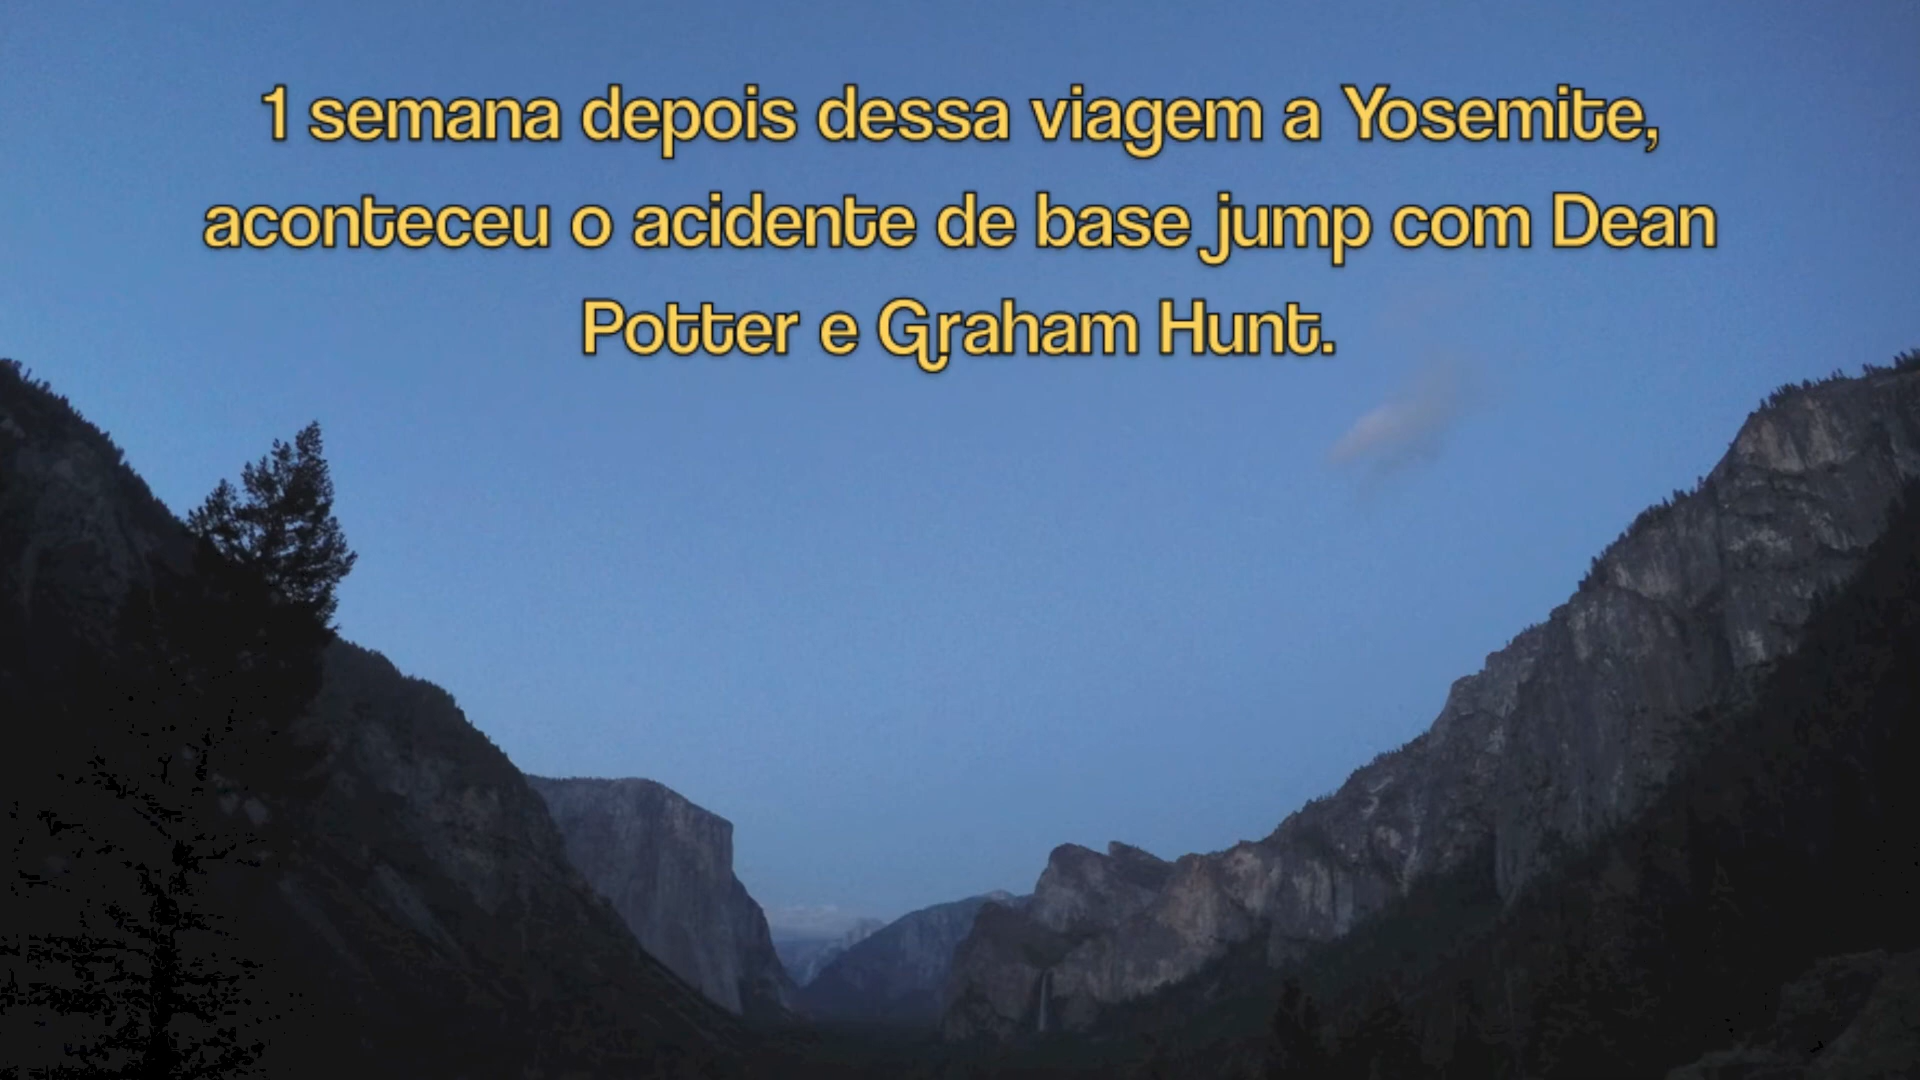 1 semana depois dessa viagem a Yosemite,
aconteceu o acidente de base jump com Dean
Potter e Graham Hunt.